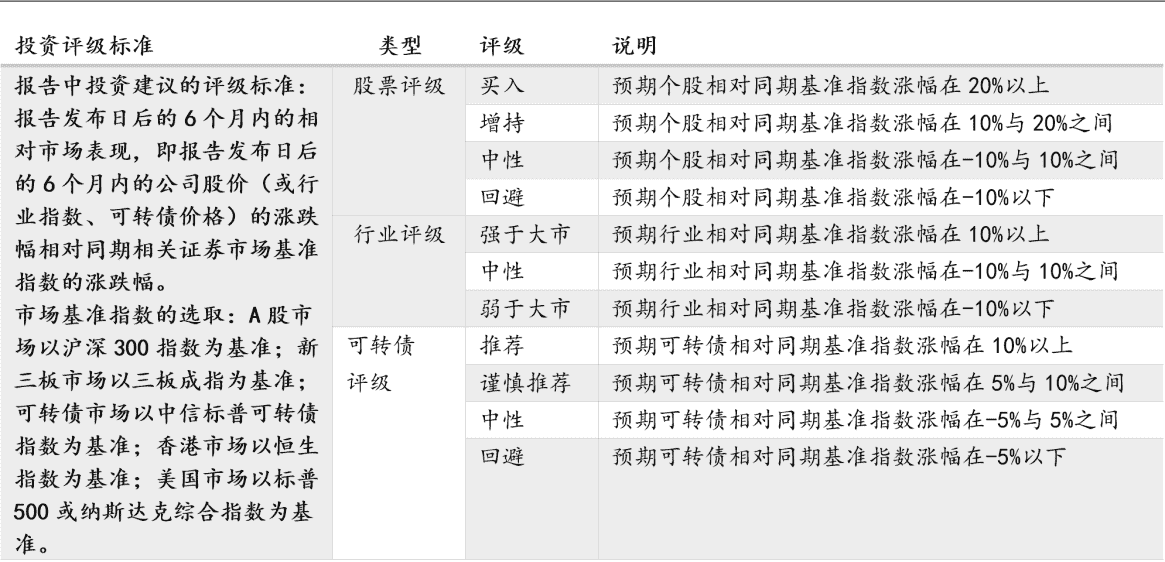 投资评级标准 类型 评级 说明
报告中投资建议的评级标准：
报告发布日后的6个月内的相
对市场表现，即报告发布日后
的6个月内的公司股价（或行
业指数、可转债价格）的涨跌
幅相对同期相关证券市场基准
指数的涨跌幅。
市场基准指数的选取：A股市
场以沪深300指数为基准；新
三板市场以三板成指为基准；
可转债市场以中信标普可转债
指数为基准；香港市场以恒生
指数为基准；美国市场以标普
500或纳斯达克综合指数为基
准。
股票评级 买入 预期个股相对同期基准指数涨幅在20%以上
增持 预期个股相对同期基准指数涨幅在10%与20%之间
中性 预期个股相对同期基准指数涨幅在-10%与10%之间
回避 预期个股相对同期基准指数涨幅在-10%以下
行业评级 强于大市 预期行业相对同期基准指数涨幅在10%以上
中性 预期行业相对同期基准指数涨幅在-10%与10%之间
弱于大市 预期行业相对同期基准指数涨幅在-10%以下
可转债
评级
推荐 预期可转债相对同期基准指数涨幅在10%以上
谨慎推荐 预期可转债相对同期基准指数涨幅在5%与10%之间
中性 预期可转债相对同期基准指数涨幅在-5%与5%之间
回避 预期可转债相对同期基准指数涨幅在-5%以下